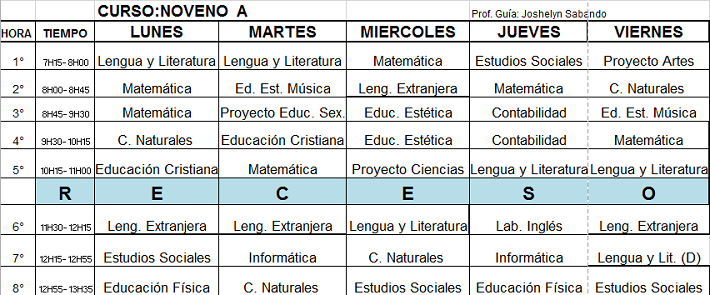 CURSO:NOVENO A Prof. Guía: Joshelyn Sabando
HORA TIEMPO LUNES MARTES MIERCOLES JUEVES VIERNES
1° 7H15-8H00 Lengua y Literatura Lengua y Literatura Matemática Estudios Sociales Proyecto Artes
2° 8H00-8H45 Matemática Ed. Est. Música Leng. Extranjera Matemática C. Naturales
3° 8H45-9H30 Matemática Proyecto Educ. Sex. Educ. Estética Contabilidad Ed. Est. Música
4° 9H30-10H15 C. Naturales Educación Cristiana Educ. Estética Contabilidad Matemática
5° 10H15-11H00 Educación Cristiana Matemática Proyecto Ciencias Lengua y Literatura Lengua y Literatura
R E C E S O
6° 11H30-12H15 Leng. Extranjera Leng. Extranjera Lengua y Literatura Lab. Inglés Leng. Extranjera
7° 12H15-12H55 Estudios Sociales Informática C. Naturales Informática Lengua y Lit. (D)
8° 12H55-13H35 Educación Física C. Naturales Estudios Sociales Educación Física Estudios Sociales